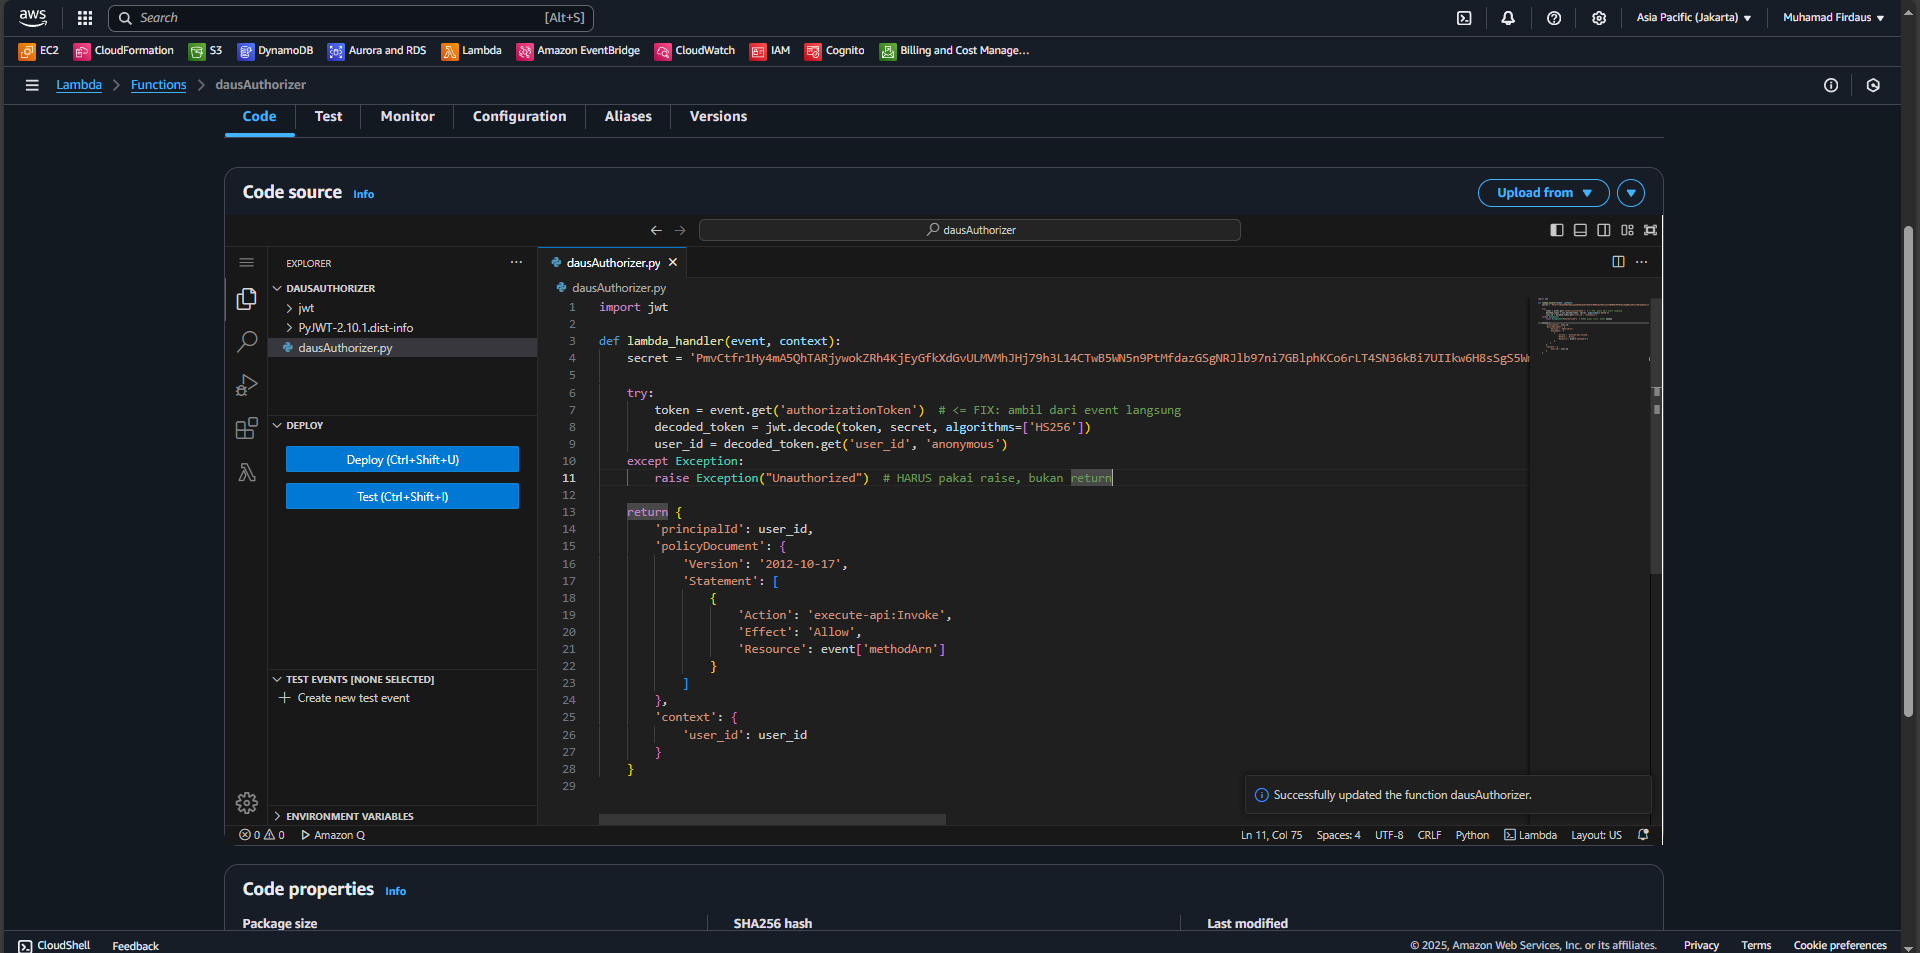 aws
Search [Alt+S]
Asia Pacific (Jakarta)
Muhamad Firdaus
EC2 CloudFormation S3 DynamoDB Aurora and RDS Lambda Amazon EventBridge CloudWatch IAM Cognito Billing and Cost Manage...
Lambda Functions dausAuthorizer
Code Test Monitor Configuration Aliases Versions
Code source Info
Upload from
dausAuthorizer
EXPLORER
DAUSAUTHORIZER
jwt
PyJWT-2.10.1.dist-info
dausAuthorizer.py
DEPLOY
Deploy (Ctrl+Shift+U)
Test (Ctrl+Shift+I)
TEST EVENTS [NONE SELECTED]
Create new test event
ENVIRONMENT VARIABLES
dausAuthorizer.py
dausAuthorizer.py
1 import jwt
2
3 def lambda_handler(event, context):
4 secret =
5
6 try:
7 token = event.get('authorizationToken') # <= FIX: ambil dari event langsung
8 decoded_token = jwt.decode(token, secret, algorithms=['HS256'])
9 user_id = decoded_token.get('user_id', 'anonymous')
10 except Exception:
11 raise Exception("Unauthorized") # HARUS pakai raise, bukan return
12
13 return {
14 'principalId': user_id,
15 'policyDocument': {
16 'Version': '2012-10-17',
17 'Statement': [
18 {
19 'Action': 'execute-api:Invoke',
20 'Effect': 'Allow',
21 'Resource': event['methodArn']
22 }
23 ]
24 },
25 'context': {
26 'user_id': user_id
27 }
28 }
29
Successfully updated the function dausAuthorizer.
0 0 Amazon Q
Ln 11, Col 75 Spaces: 4 UTF-8 CRLF Python Lambda Layout: US
Code properties Info
Package size
SHA256 hash
Last modified
CloudShell Feedback
© 2025, Amazon Web Services, Inc. or its affiliates. Privacy Terms Cookie preferences